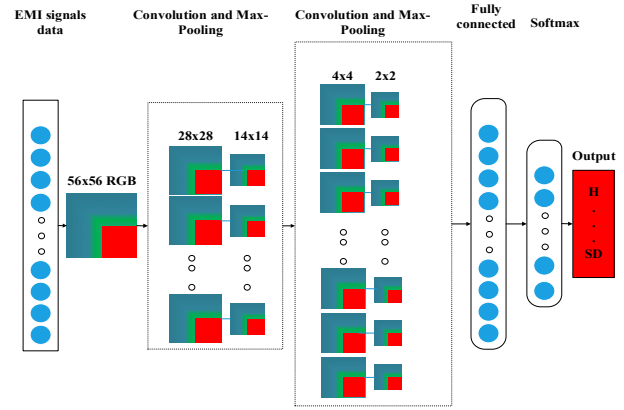 EMI signals
data
Convolution and Max-
Pooling
Convolution and Max-
Pooling
Fully
connected
Softmax
56x56 RGB
28x28
14x14
4x4
2x2
Output
H
.
.
.
SD